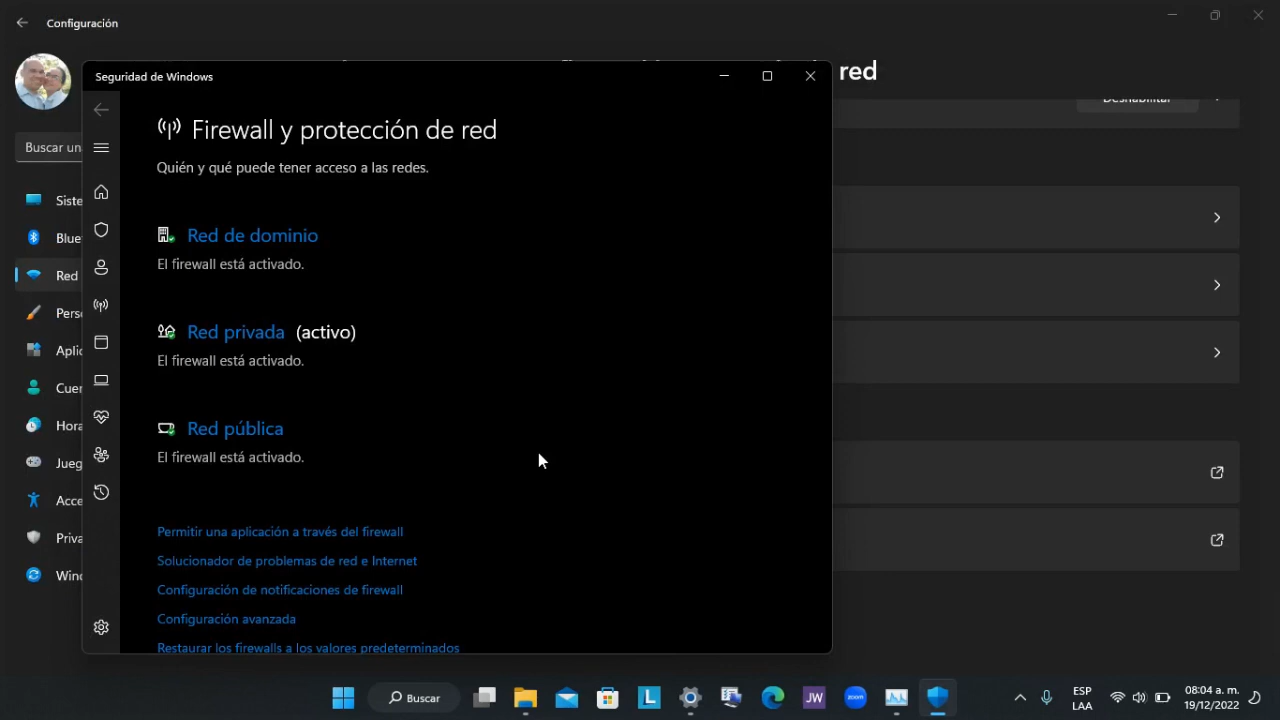 Configuración
red
Deshabilitar
Seguridad de Windows
Firewall y protección de red
Quién y qué puede tener acceso a las redes.
Buscar un
Siste
Blue
Red
Pers
Aplic
Cuen
Hora
Jueg
Acce
Priva
Wind
Red de dominio
El firewall está activado.
Red privada (activo)
El firewall está activado.
Red pública
El firewall está activado.
Permitir una aplicación a través del firewall
Solucionador de problemas de red e Internet
Configuración de notificaciones de firewall
Configuración avanzada
Restaurar los firewalls a los valores predeterminados
Buscar
L
JW
zoom
ESP
LAA
08:04 a. m.
19/12/2022